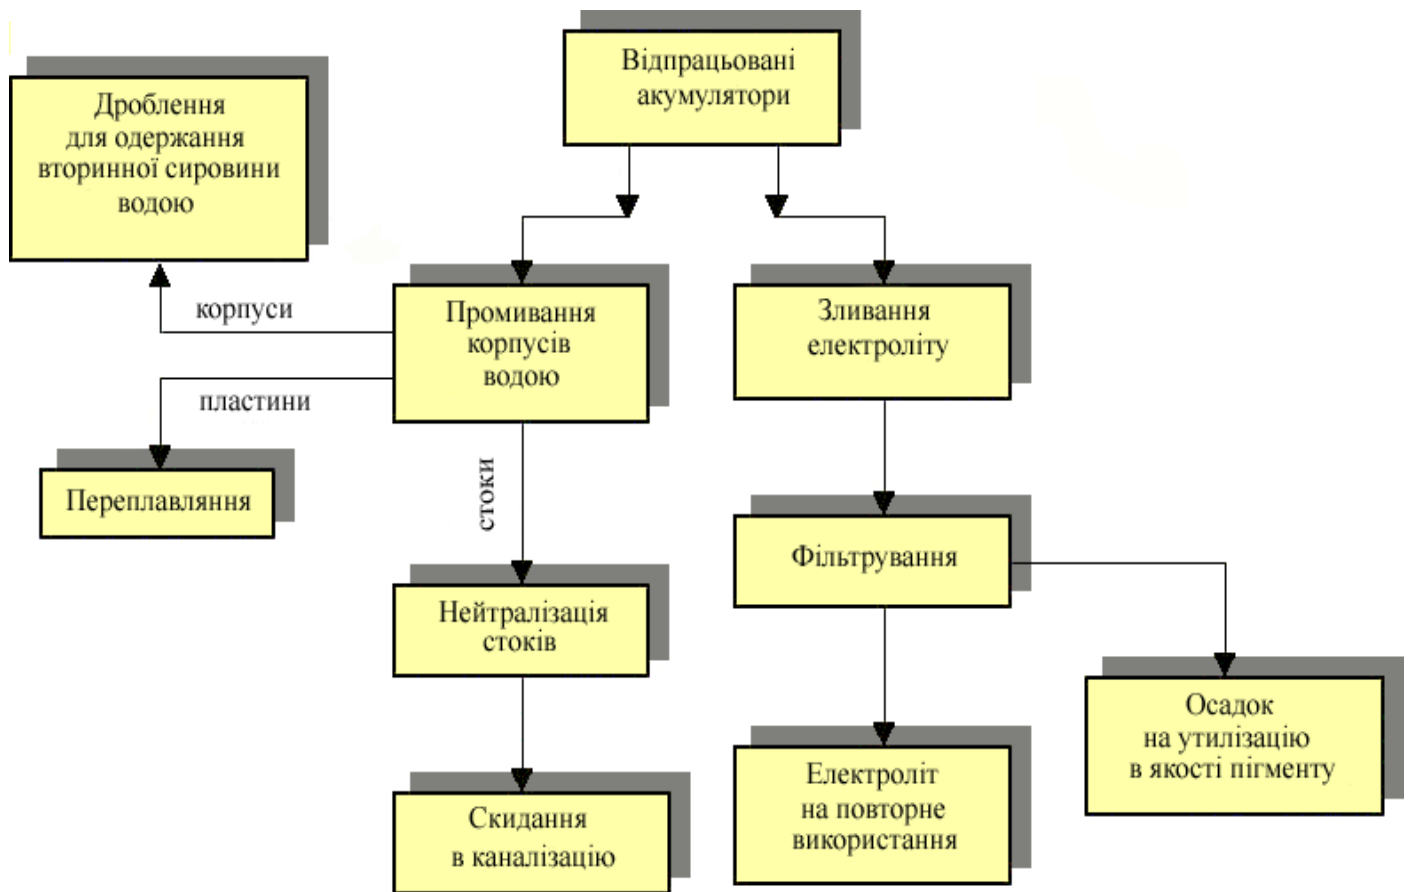 Відпрацьовані
акумулятори
Дроблення
для одержання
вторинної сировини
водою
корпуси
Промивання
корпусів
водою
Зливання
електроліту
пластини
Переплавляння
стоки
Фільтрування
Нейтралізація
стоків
Осадок
на утилізацію
в якості пігменту
Електроліт
на повторне
використання
Скидання
в каналізацію